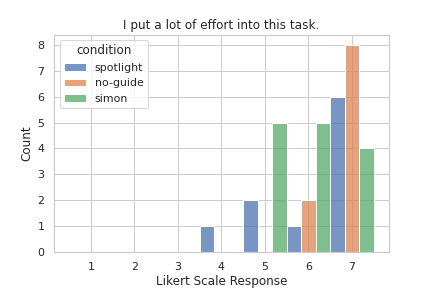 I put a lot of effort into this task.
condition
spotlight
no-guide
simon
8
7
6
5
4
3
2
1
0
Count
1 2 3 4 5 6 7
Likert Scale Response